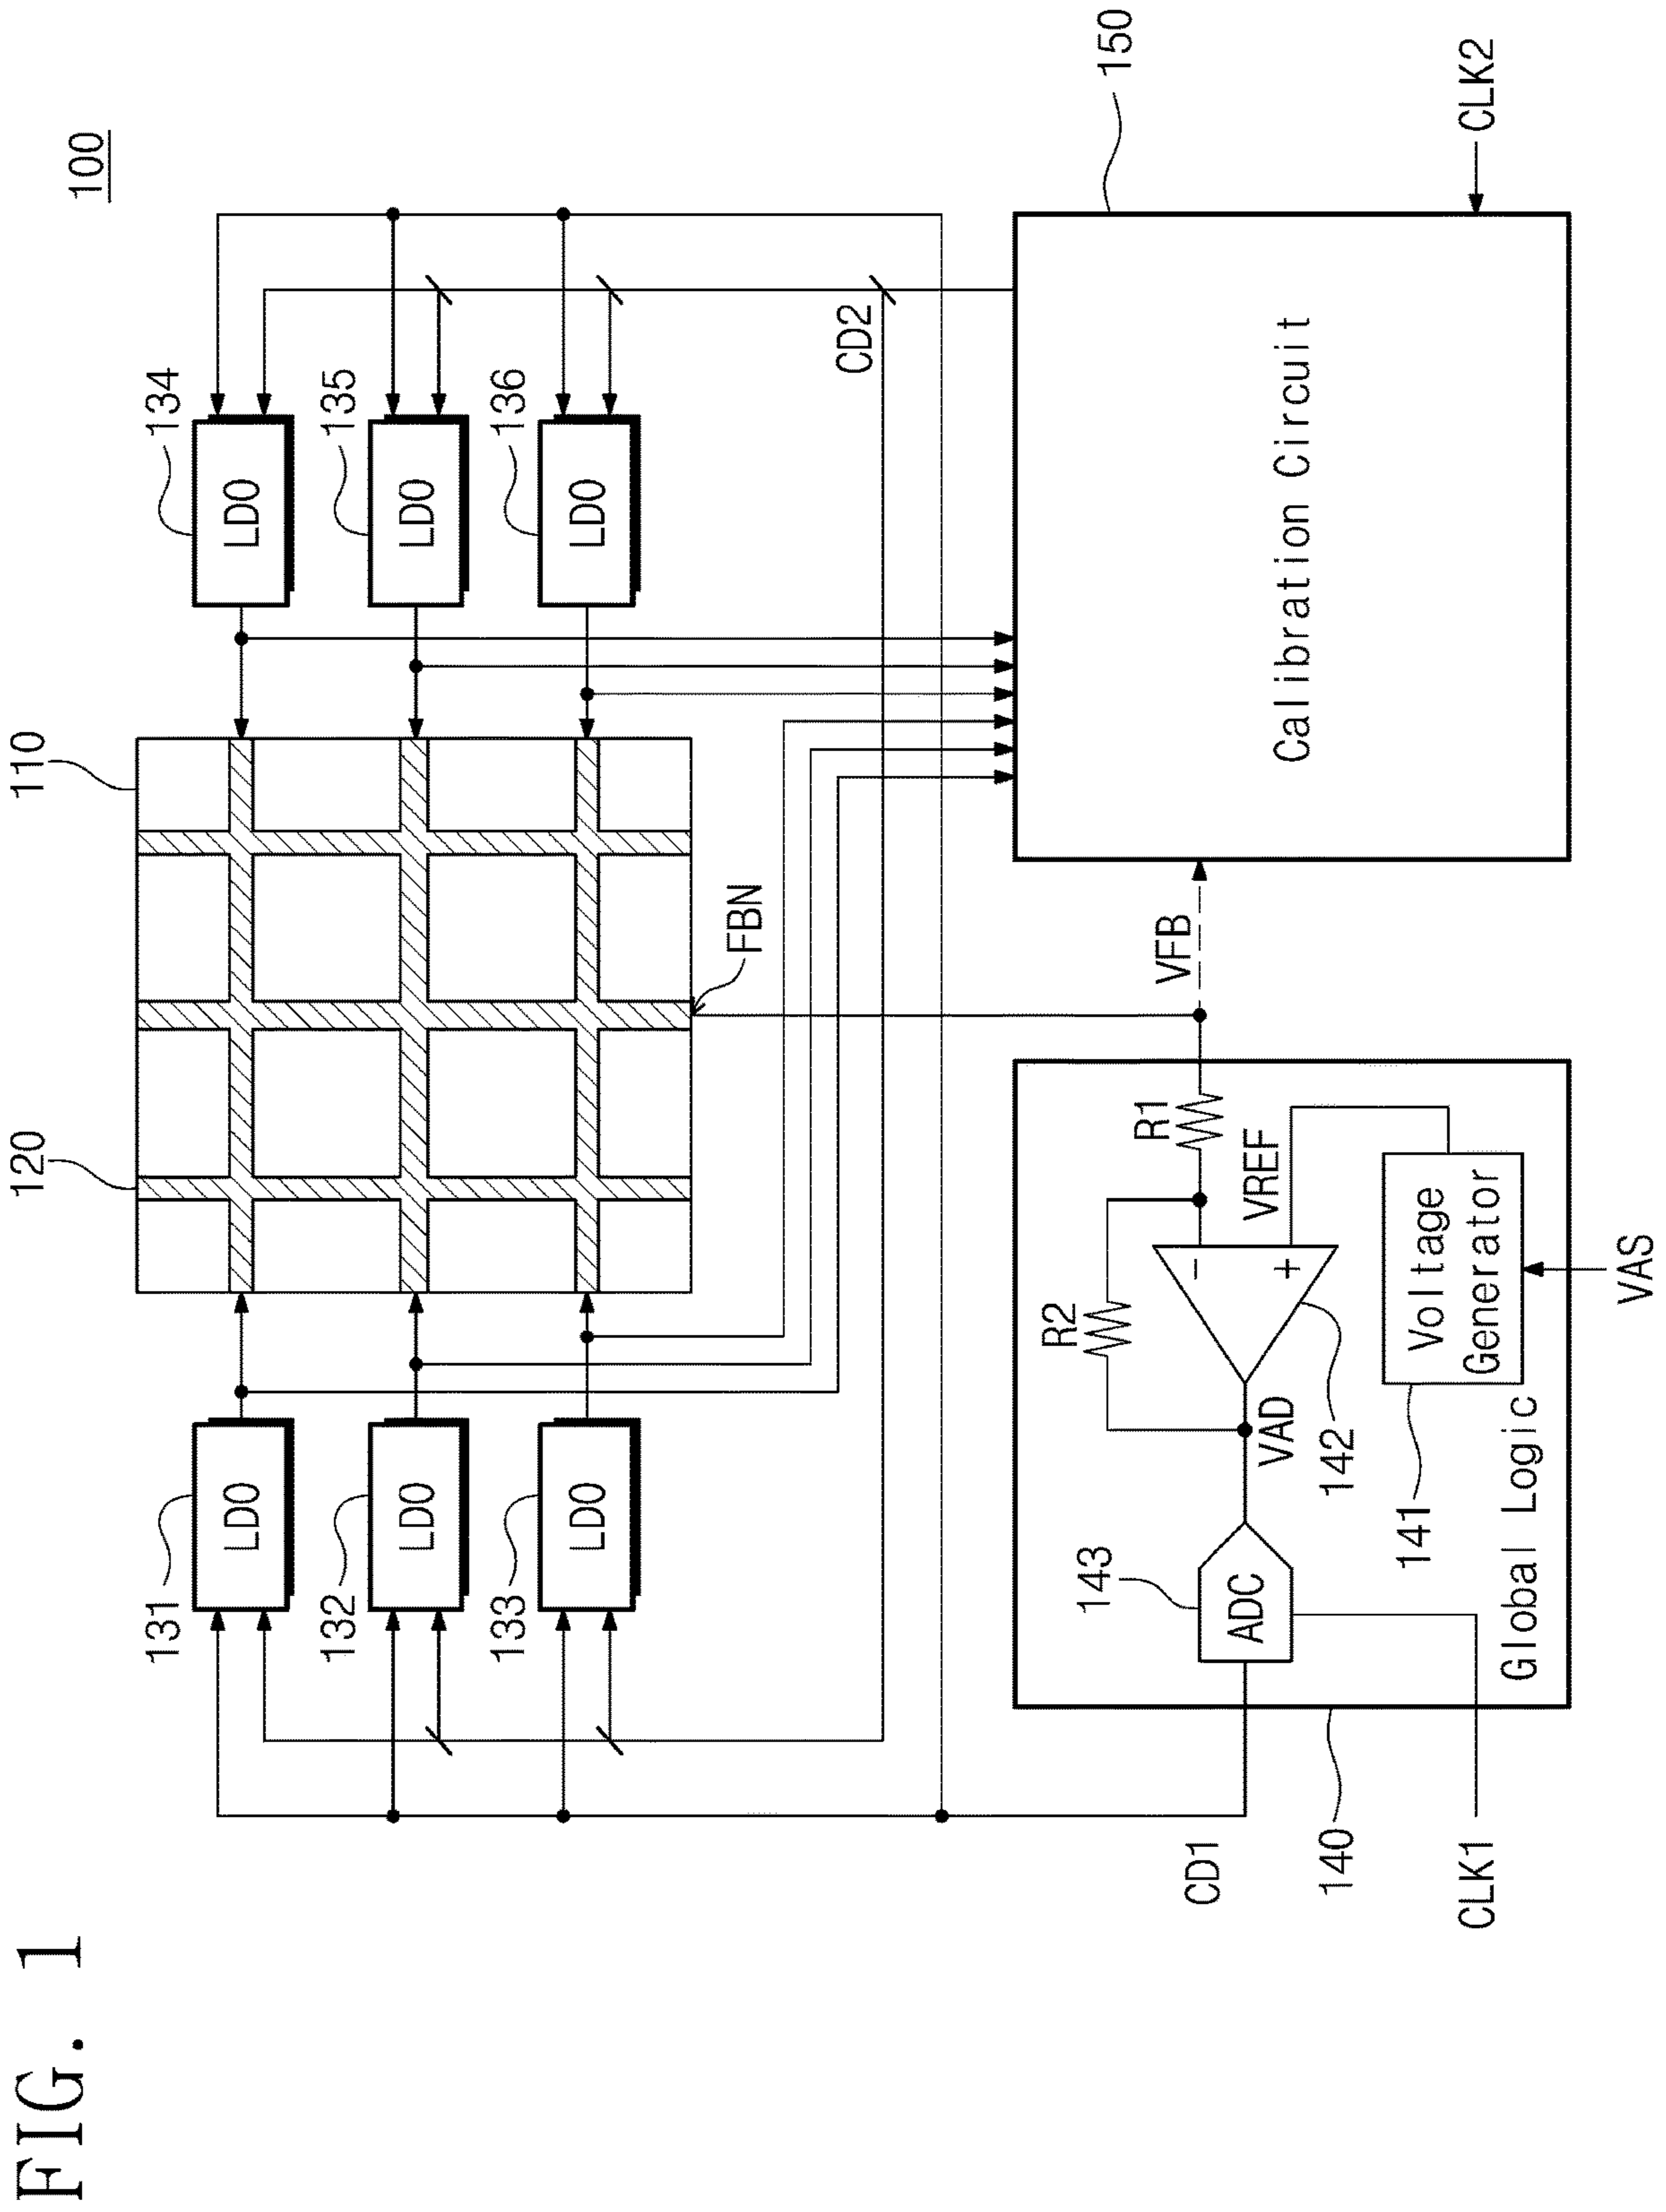 FIG. 1
100
110
120
131
LDO
132
LDO
133
LDO
134
LDO
135
LDO
136
LDO
FBN
CD2
CD1
VFB
R1
R2
VREF
-
+
VAD
142
143
ADC
141
Voltage
Generator
Global Logic
140
CLK1
VAS
Calibration Circuit
150
CLK2